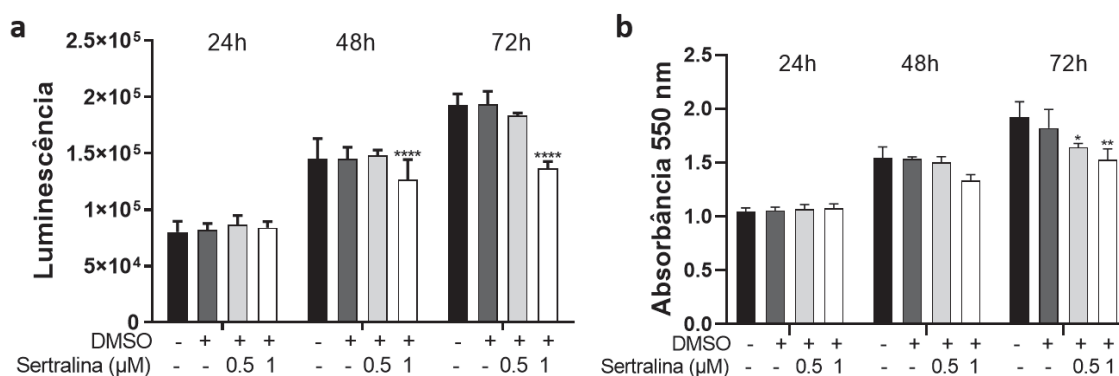 a
24h 48h 72h
Luminescência
2.5×10⁵
2×10⁵
1.5×10⁵
1×10⁵
5×10⁴
0
****
****
DMSO - + + + - + + + - + + +
Sertralina (µM) - - 0.5 1 - - 0.5 1 - - 0.5 1
b
24h 48h 72h
Absorbância 550 nm
2.5
2.0
1.5
1.0
0.5
0.0
*
**
DMSO - + + + - + + + - + + +
Sertralina (µM) - - 0.5 1 - - 0.5 1 - - 0.5 1